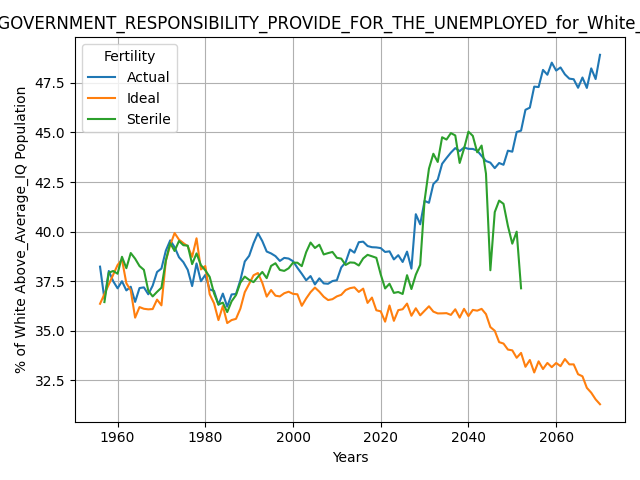 GOVERNMENT_RESPONSIBILITY_PROVIDE_FOR_THE_UNEMPLOYED_for_White_
Fertility
Actual
Ideal
Sterile
% of White Above_Average_IQ Population
47.5
45.0
42.5
40.0
37.5
35.0
32.5
1960
1980
2000
2020
2040
2060
Years